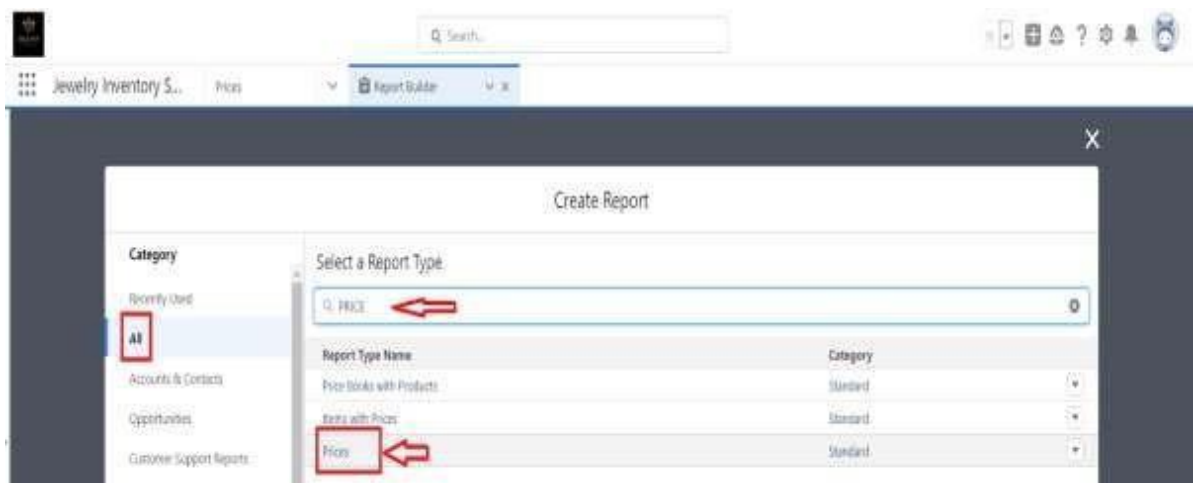 Search...
Jewelry Inventory S... Prices Report Builder
X
Create Report
Category
Select a Report Type
Recently Used
PRICE
All
Report Type Name Category
Accounts & Contacts
Price Books with Products Standard
Opportunities
Items with Prices Standard
Customer Support Reports
Prices Standard